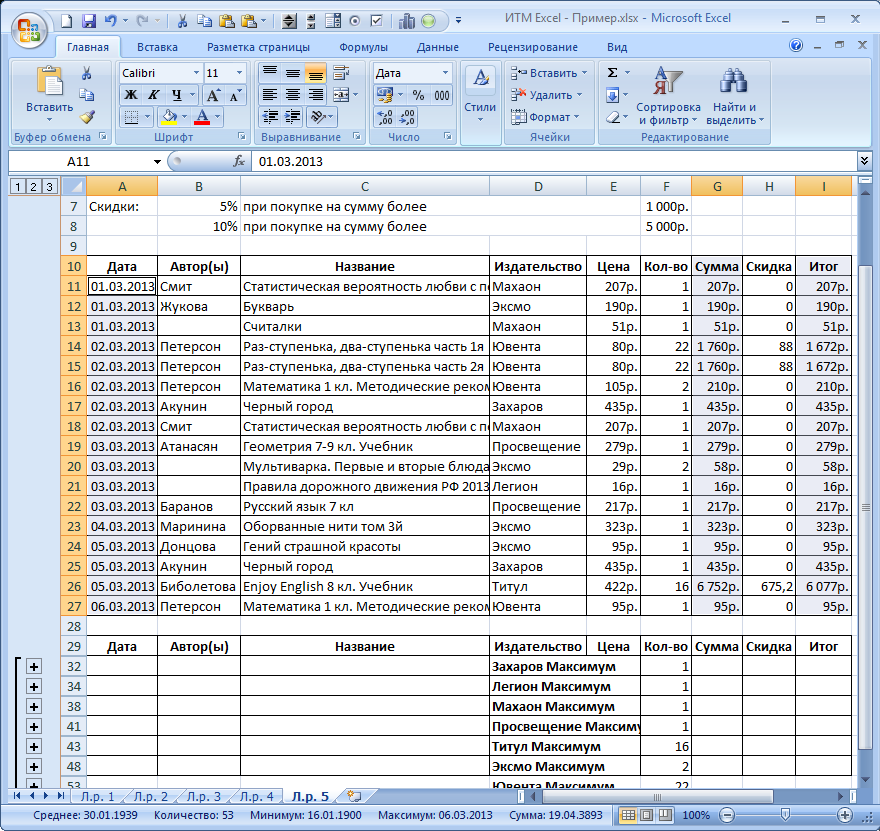 ИТМ Excel - Пример.xlsx - Microsoft Excel
Главная Вставка Разметка страницы Формулы Данные Рецензирование Вид
Вставить
Буфер обмена
Calibri 11
Ж К Ч A A
Шрифт
Выравнивание
Дата
% 000
Число
Стили
Вставить
Удалить
Формат
Ячейки
Σ
Сортировка и фильтр
Найти и выделить
Редактирование
A11 fx 01.03.2013
1 2 3 A B C D E F G H I
7 Скидки: 5% при покупке на сумму более 1 000р.
8 10% при покупке на сумму более 5 000р.
9
10 Дата Автор(ы) Название Издательство Цена Кол-во Сумма Скидка Итог
11 01.03.2013 Смит Статистическая вероятность любви с по Махаон 207р. 1 207р. 0 207р.
12 01.03.2013 Жукова Букварь Эксмо 190р. 1 190р. 0 190р.
13 01.03.2013 Считалки Махаон 51р. 1 51р. 0 51р.
14 02.03.2013 Петерсон Раз-ступенька, два-ступенька часть 1я Ювента 80р. 22 1 760р. 88 1 672р.
15 02.03.2013 Петерсон Раз-ступенька, два-ступенька часть 2я Ювента 80р. 22 1 760р. 88 1 672р.
16 02.03.2013 Петерсон Математика 1 кл. Методические реком Ювента 105р. 2 210р. 0 210р.
17 02.03.2013 Акунин Черный город Захаров 435р. 1 435р. 0 435р.
18 02.03.2013 Смит Статистическая вероятность любви с по Махаон 207р. 1 207р. 0 207р.
19 03.03.2013 Атанасян Геометрия 7-9 кл. Учебник Просвещение 279р. 1 279р. 0 279р.
20 03.03.2013 Мультиварка. Первые и вторые блюда Эксмо 29р. 2 58р. 0 58р.
21 03.03.2013 Правила дорожного движения РФ 2013 Легион 16р. 1 16р. 0 16р.
22 03.03.2013 Баранов Русский язык 7 кл Просвещение 217р. 1 217р. 0 217р.
23 04.03.2013 Маринина Оборванные нити том 3й Эксмо 323р. 1 323р. 0 323р.
24 05.03.2013 Донцова Гений страшной красоты Эксмо 95р. 1 95р. 0 95р.
25 05.03.2013 Акунин Черный город Захаров 435р. 1 435р. 0 435р.
26 05.03.2013 Биболетова Enjoy English 8 кл. Учебник Титул 422р. 16 6 752р. 675,2 6 077р.
27 06.03.2013 Петерсон Математика 1 кл. Методические реком Ювента 95р. 1 95р. 0 95р.
28
29 Дата Автор(ы) Название Издательство Цена Кол-во Сумма Скидка Итог
32 Захаров Максимум 1
34 Легион Максимум 1
38 Махаон Максимум 1
41 Просвещение Максиму 1
43 Титул Максимум 16
48 Эксмо Максимум 2
53 Ювента Максимум 22
Л.р. 1 Л.р. 2 Л.р. 3 Л.р. 4 Л.р. 5
Среднее: 30.01.1939 Количество: 53 Минимум: 16.01.1900 Максимум: 06.03.2013 Сумма: 19.04.3893 100%